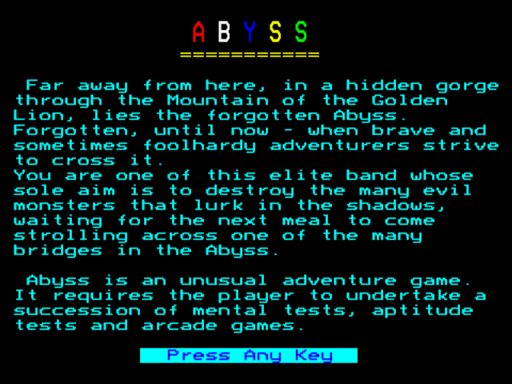 A B Y S S
===========
Far away from here, in a hidden gorge
through the Mountain of the Golden
Lion, lies the forgotten Abyss.
Forgotten, until now - when brave and
sometimes foolhardy adventurers strive
to cross it.
You are one of this elite band whose
sole aim is to destroy the many evil
monsters that lurk in the shadows,
waiting for the next meal to come
strolling across one of the many
bridges in the Abyss.
Abyss is an unusual adventure game.
It requires the player to undertake a
succession of mental tests, aptitude
tests and arcade games.
Press Any Key